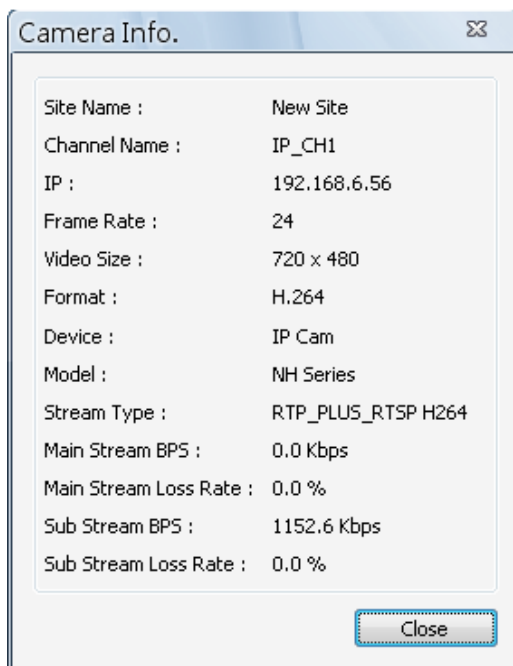 Camera Info.
Site Name : New Site
Channel Name : IP_CH1
IP : 192.168.6.56
Frame Rate : 24
Video Size : 720 x 480
Format : H.264
Device : IP Cam
Model : NH Series
Stream Type : RTP_PLUS_RTSP H264
Main Stream BPS : 0.0 Kbps
Main Stream Loss Rate : 0.0 %
Sub Stream BPS : 1152.6 Kbps
Sub Stream Loss Rate : 0.0 %
Close